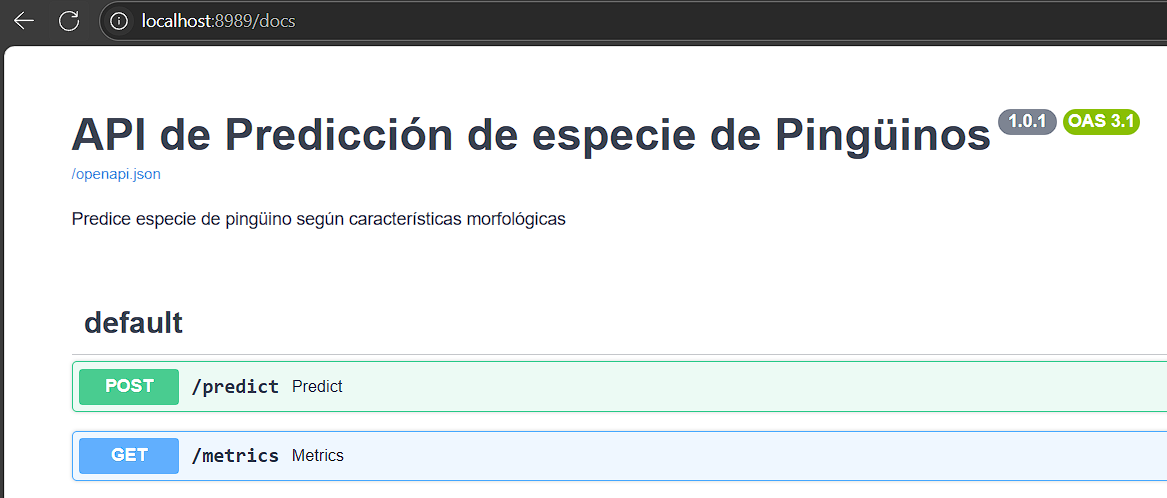 localhost:8989/docs
API de Predicción de especie de Pingüinos 1.0.1 OAS 3.1
/openapi.json
Predice especie de pingüino según características morfológicas
default
POST /predict Predict
GET /metrics Metrics